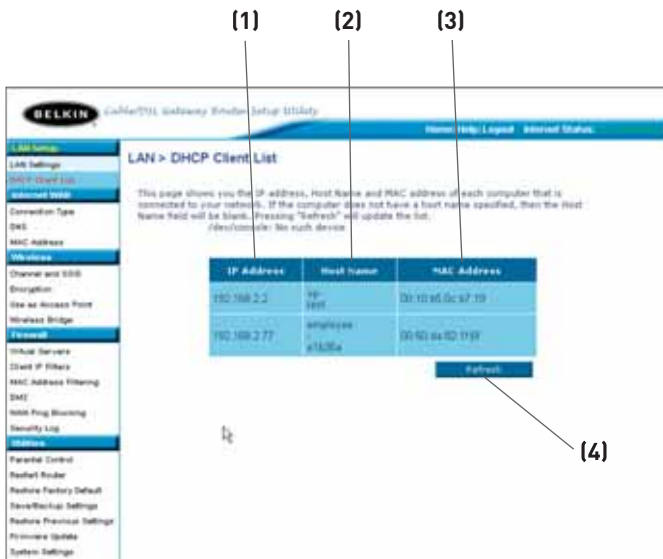 (1) (2) (3)
BELKIN Cable/DSL Gateway Router Setup Utility
Home|Help|Logout Internet Status:
LAN Setup
LAN Settings
DHCP Client List
Internet WAN
Connection Type
DNS
MAC Address
Wireless
Channel and SSID
Encryption
Use as Access Point
Wireless Bridge
Firewall
Virtual Servers
Client IP Filters
MAC Address Filtering
DMZ
WAN Ping Blocking
Security Log
Utilities
Parental Control
Restart Router
Restore Factory Default
Save/Backup Settings
Restore Previous Settings
Firmware Update
System Settings
LAN > DHCP Client List
This page shows you the IP address, Host Name and MAC address of each computer that is
connected to your network. If the computer does not have a host name specified, then the Host
Name field will be blank. Pressing "Refresh" will update the list.
/dev/console: No such device
IP Address Host Name MAC Address
192.168.2.2
test
192.168.2.77 employee
Refresh
(4)